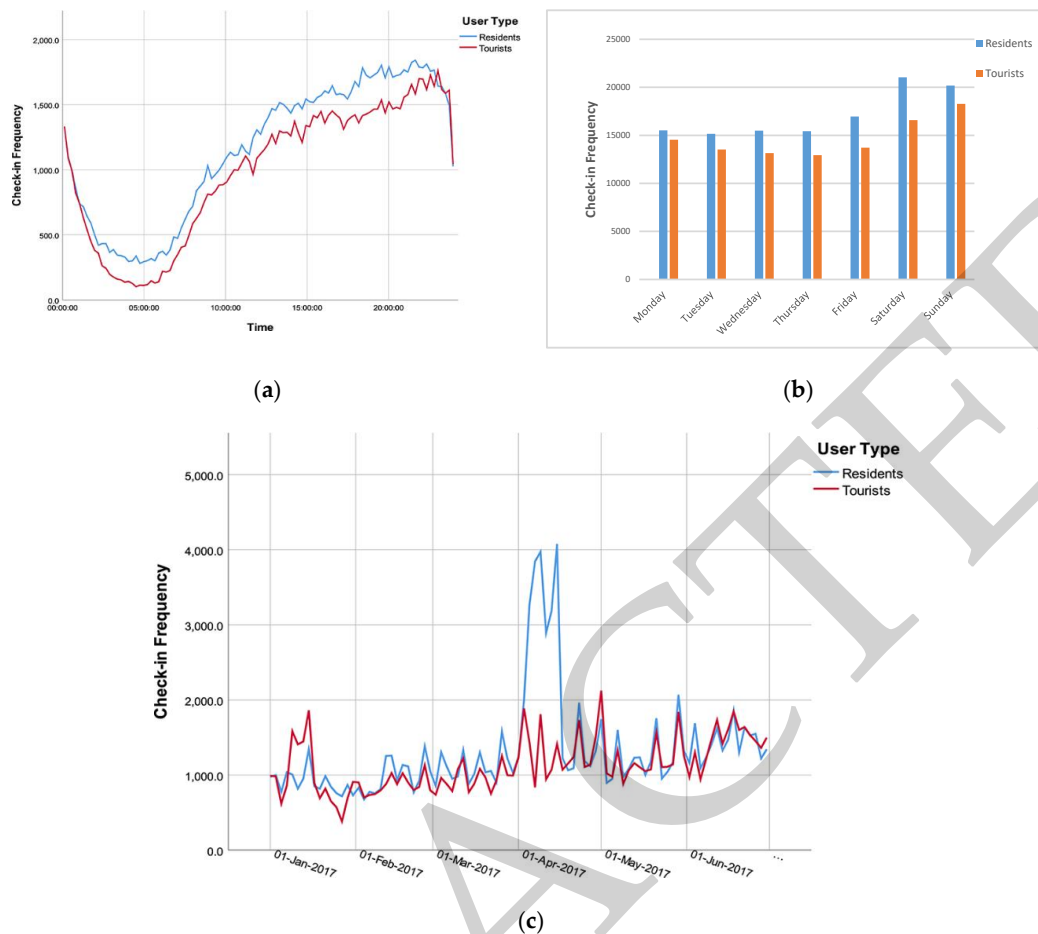 User Type
Residents
Tourists
2,000.0
1,500.0
1,000.0
500.0
0.0
Check-in Frequency
00:00:00
05:00:00
10:00:00
15:00:00
20:00:00
Time
(a)
25000
20000
15000
10000
5000
0
Check-in Frequency
Residents
Tourists
Monday
Tuesday
Wednesday
Thursday
Friday
Saturday
Sunday
(b)
User Type
Residents
Tourists
5,000.0
4,000.0
3,000.0
2,000.0
1,000.0
0.0
Check-in Frequency
01-Jan-2017
01-Feb-2017
01-Mar-2017
01-Apr-2017
01-May-2017
01-Jun-2017
...
(c)
ACTE